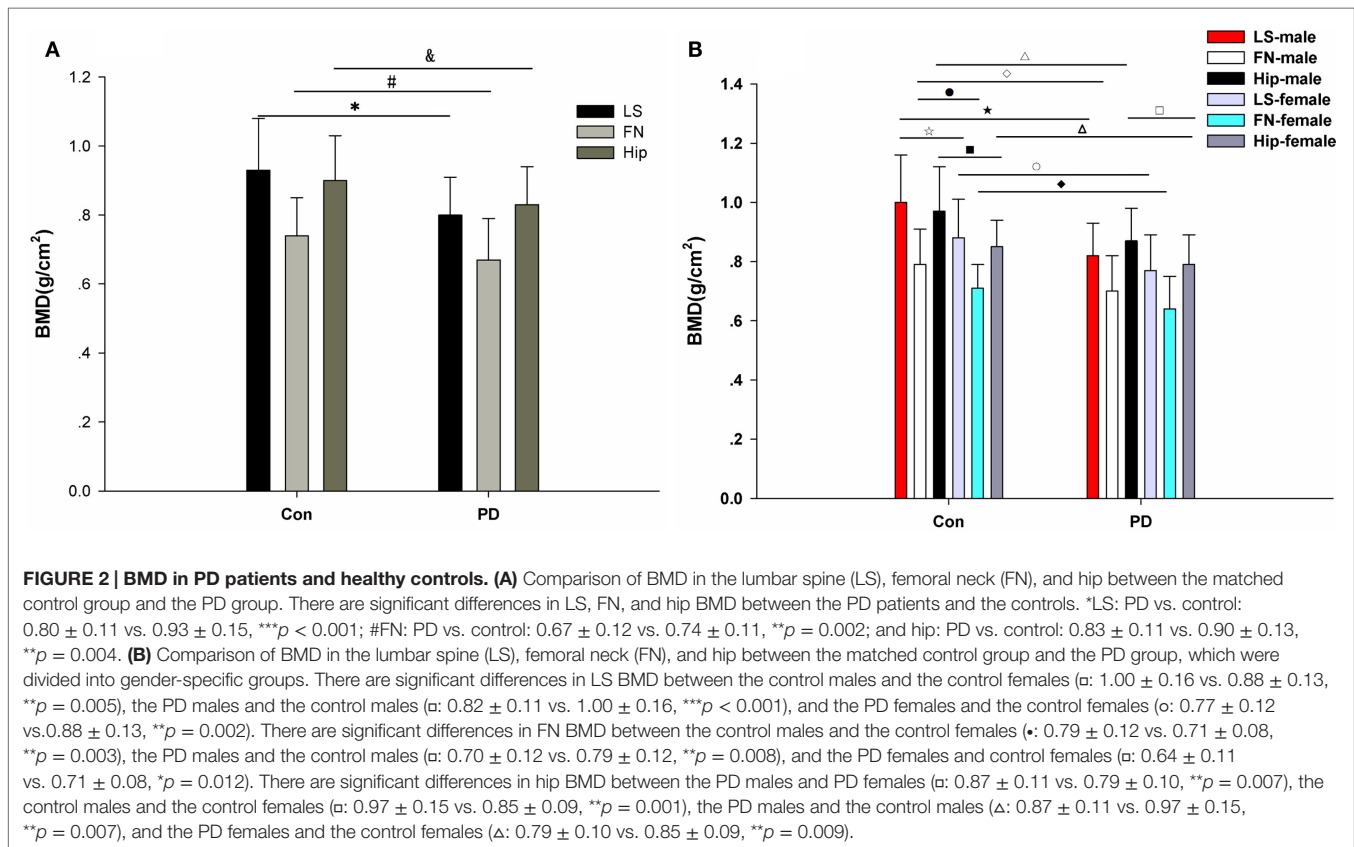 A
B
LS-male
FN-male
Hip-male
LS-female
FN-female
Hip-female
&
#
*
LS
FN
Hip
△
◇
●
★
□
☆
△
■
○
◆
1.2
1.0
.8
.6
.4
.2
0.0
BMD(g/cm²)
Con PD
1.4
1.2
1.0
0.8
.6
.4
.2
0.0
BMD(g/cm²)
Con PD
FIGURE 2 | BMD in PD patients and healthy controls. (A) Comparison of BMD in the lumbar spine (LS), femoral neck (FN), and hip between the matched
control group and the PD group. There are significant differences in LS, FN, and hip BMD between the PD patients and the controls. *LS: PD vs. control:
0.80 ± 0.11 vs. 0.93 ± 0.15, ***p < 0.001; #FN: PD vs. control: 0.67 ± 0.12 vs. 0.74 ± 0.11, **p = 0.002; and hip: PD vs. control: 0.83 ± 0.11 vs. 0.90 ± 0.13,
**p = 0.004. (B) Comparison of BMD in the lumbar spine (LS), femoral neck (FN), and hip between the matched control group and the PD group, which were
divided into gender-specific groups. There are significant differences in LS BMD between the control males and the control females (¤: 1.00 ± 0.16 vs. 0.88 ± 0.13,
**p = 0.005), the PD males and the control males (¤: 0.82 ± 0.11 vs. 1.00 ± 0.16, ***p < 0.001), and the PD females and the control females (○: 0.77 ± 0.12
vs.0.88 ± 0.13, **p = 0.002). There are significant differences in FN BMD between the control males and the control females (•: 0.79 ± 0.12 vs. 0.71 ± 0.08,
**p = 0.003), the PD males and the control males (¤: 0.70 ± 0.12 vs. 0.79 ± 0.12, **p = 0.008), and the PD females and control females (¤: 0.64 ± 0.11
vs. 0.71 ± 0.08, *p = 0.012). There are significant differences in hip BMD between the PD males and PD females (¤: 0.87 ± 0.11 vs. 0.79 ± 0.10, **p = 0.007), the
control males and the control females (¤: 0.97 ± 0.15 vs. 0.85 ± 0.09, **p = 0.001), the PD males and the control males (△: 0.87 ± 0.11 vs. 0.97 ± 0.15,
**p = 0.007), and the PD females and the control females (△: 0.79 ± 0.10 vs. 0.85 ± 0.09, **p = 0.009).